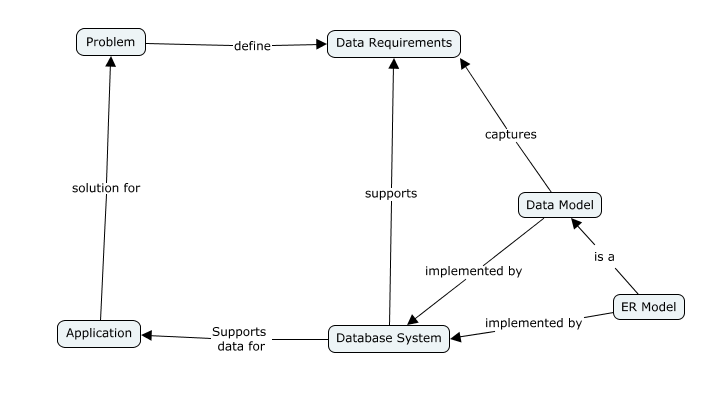 Problem
define
Data Requirements
captures
solution for
supports
Data Model
is a
implemented by
ER Model
implemented by
Application
Supports
data for
Database System